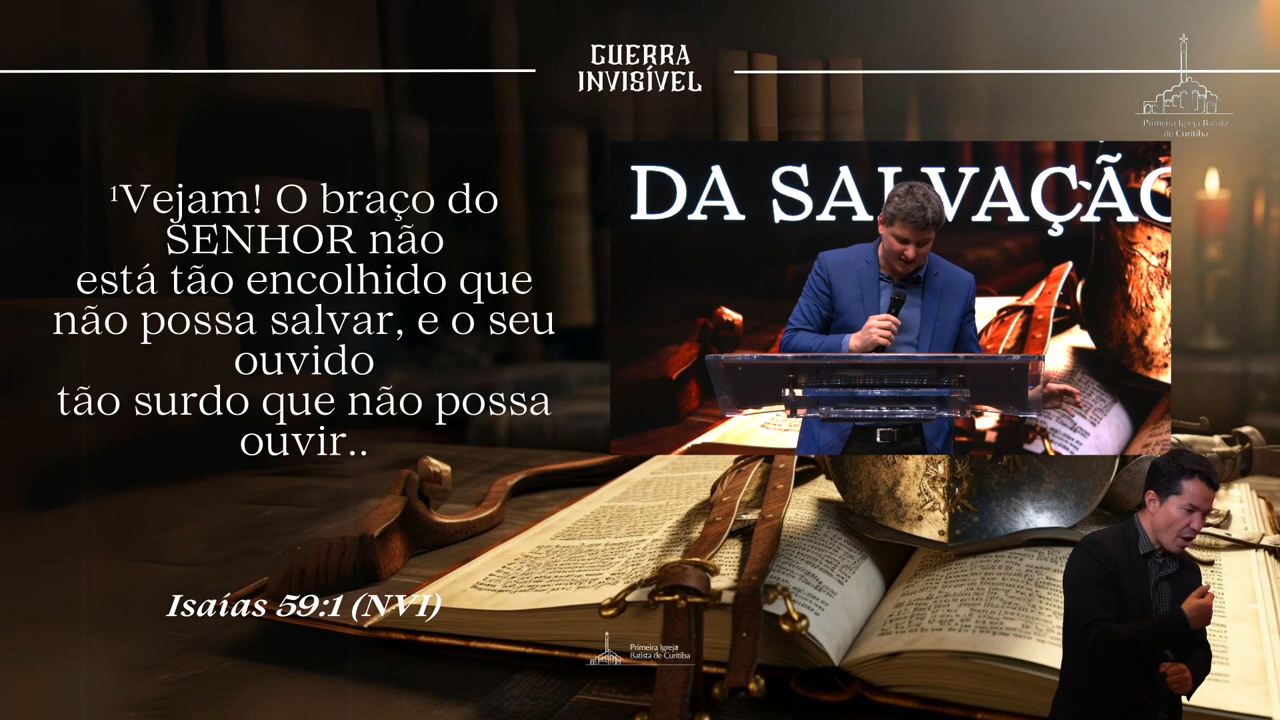 GUERRA
INVISÍVEL
Primeira Igreja Batista
de Curitiba
¹Vejam! O braço do
SENHOR não
está tão encolhido que
não possa salvar, e o seu
ouvido
tão surdo que não possa
ouvir..
DA SALVAÇÃO
Isaías 59:1 (NVI)
Primeira Igreja
Batista de Curitiba